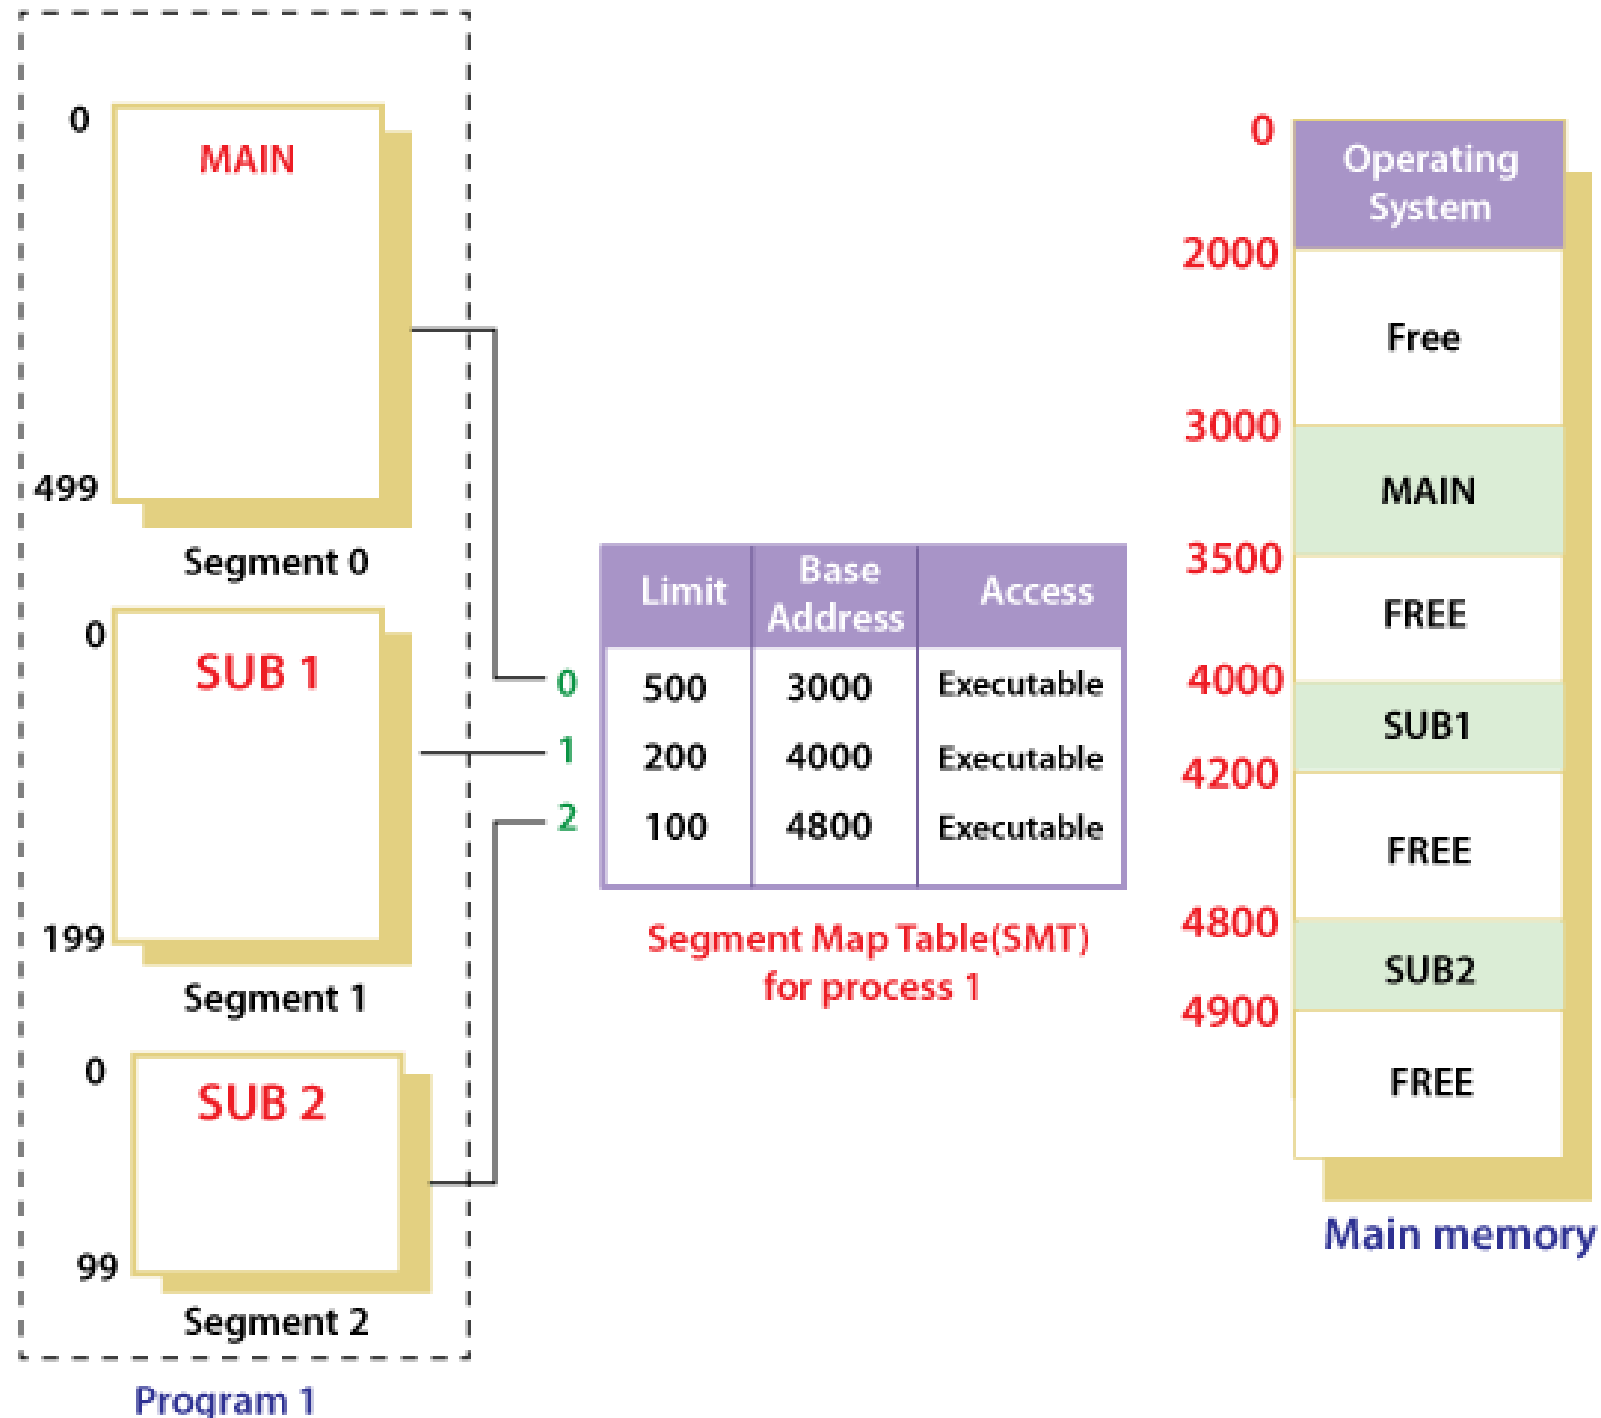 0
MAIN
499
Segment 0
0
SUB 1
199
Segment 1
0
SUB 2
99
Segment 2
Program 1
Limit Base Address Access
0 500 3000 Executable
1 200 4000 Executable
2 100 4800 Executable
Segment Map Table(SMT)
for process 1
0
Operating
System
2000
Free
3000
MAIN
3500
FREE
4000
SUB1
4200
FREE
4800
SUB2
4900
FREE
Main memory